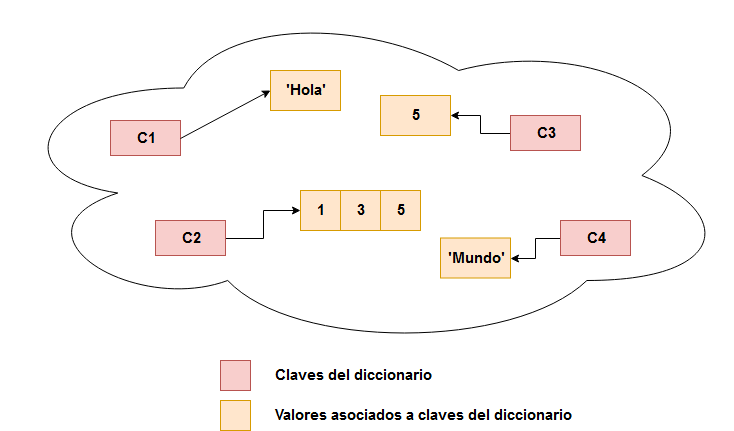 'Hola'
C1
5
C3
C2
1 3 5
C4
'Mundo'
Claves del diccionario
Valores asociados a claves del diccionario